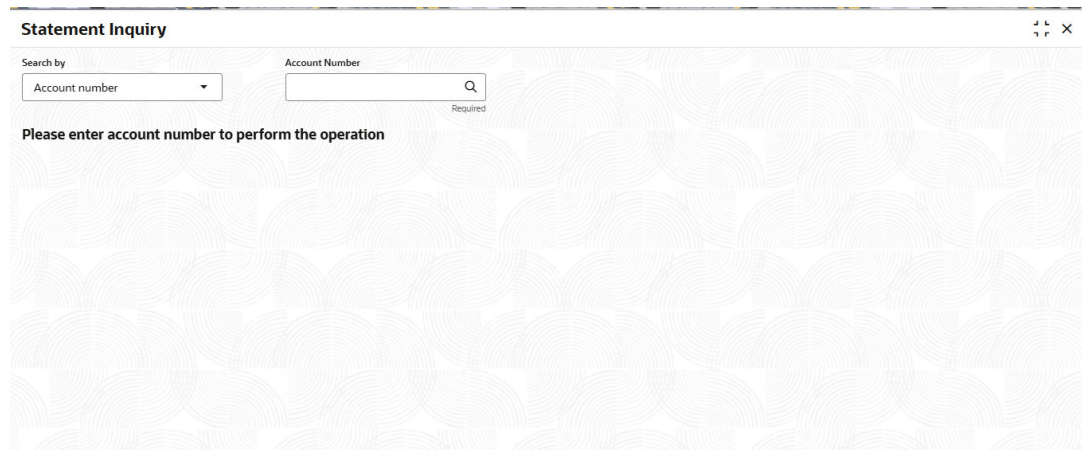 Statement Inquiry
Search by
Account Number
Account number
Required
Please enter account number to perform the operation